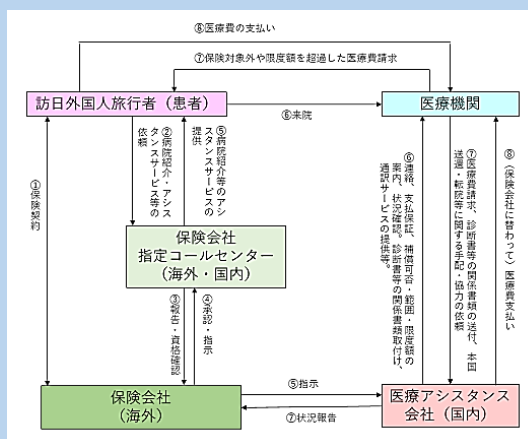 ⑧医療費の支払い
⑦保険対象外や限度額を超過した医療費請求
訪日外国人旅行者（患者）
医療機関
⑥来院
①保険契約
②病院紹介・アシス
タンスサービス等の
依頼
⑤病院紹介等のアシ
スタンスサービスの
提供
保険会社
指定コールセンター
（海外・国内）
③報告・資格確認
④承認・指示
⑥連絡、支払保証、補償可否・範囲・限度額の
案内、状況確認。診断書等の関係書類取付け、
通訳サービスの提供等。
⑦医療費請求、診断書等の関係書類の送付、本国
送還・転院等に関する手配・協力の依頼
⑧（保険会社に替わって）医療費支払い
保険会社
（海外）
⑤指示
⑦状況報告
医療アシスタンス
会社（国内）